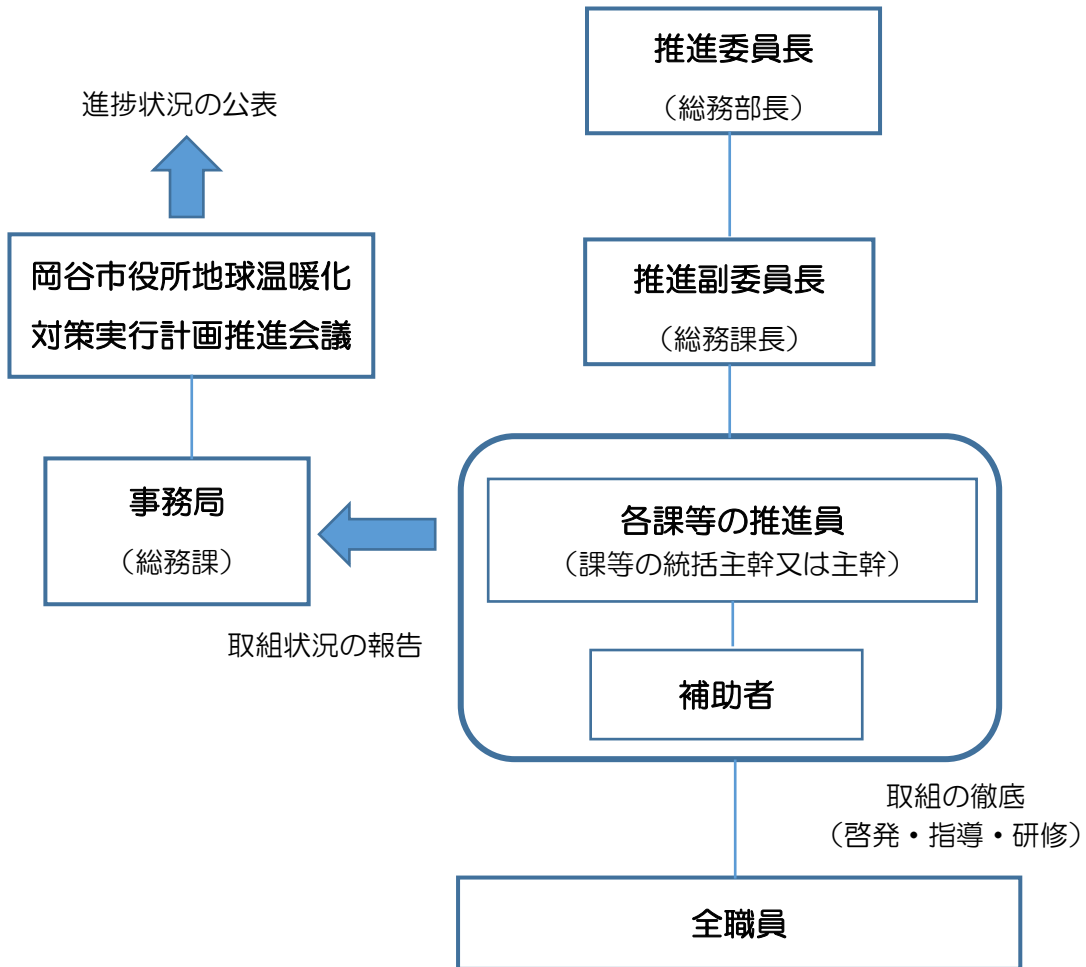 推進委員長
（総務部長）
進捗状況の公表
岡谷市役所地球温暖化
対策実行計画推進会議
推進副委員長
（総務課長）
事務局
（総務課）
各課等の推進員
（課等の統括主幹又は主幹）
取組状況の報告
補助者
取組の徹底
（啓発・指導・研修）
全職員